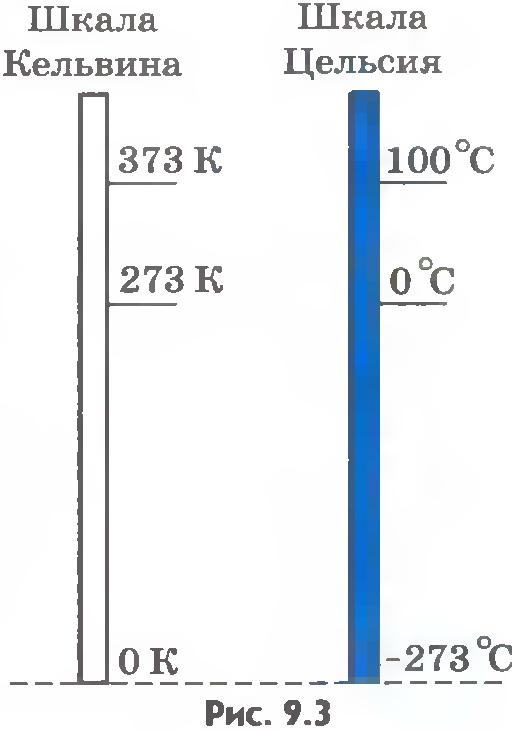 Шкала
Кельвина
Шкала
Цельсия
373 К
100°С
273 К
0°С
0 К
-273°С
Рис. 9.3